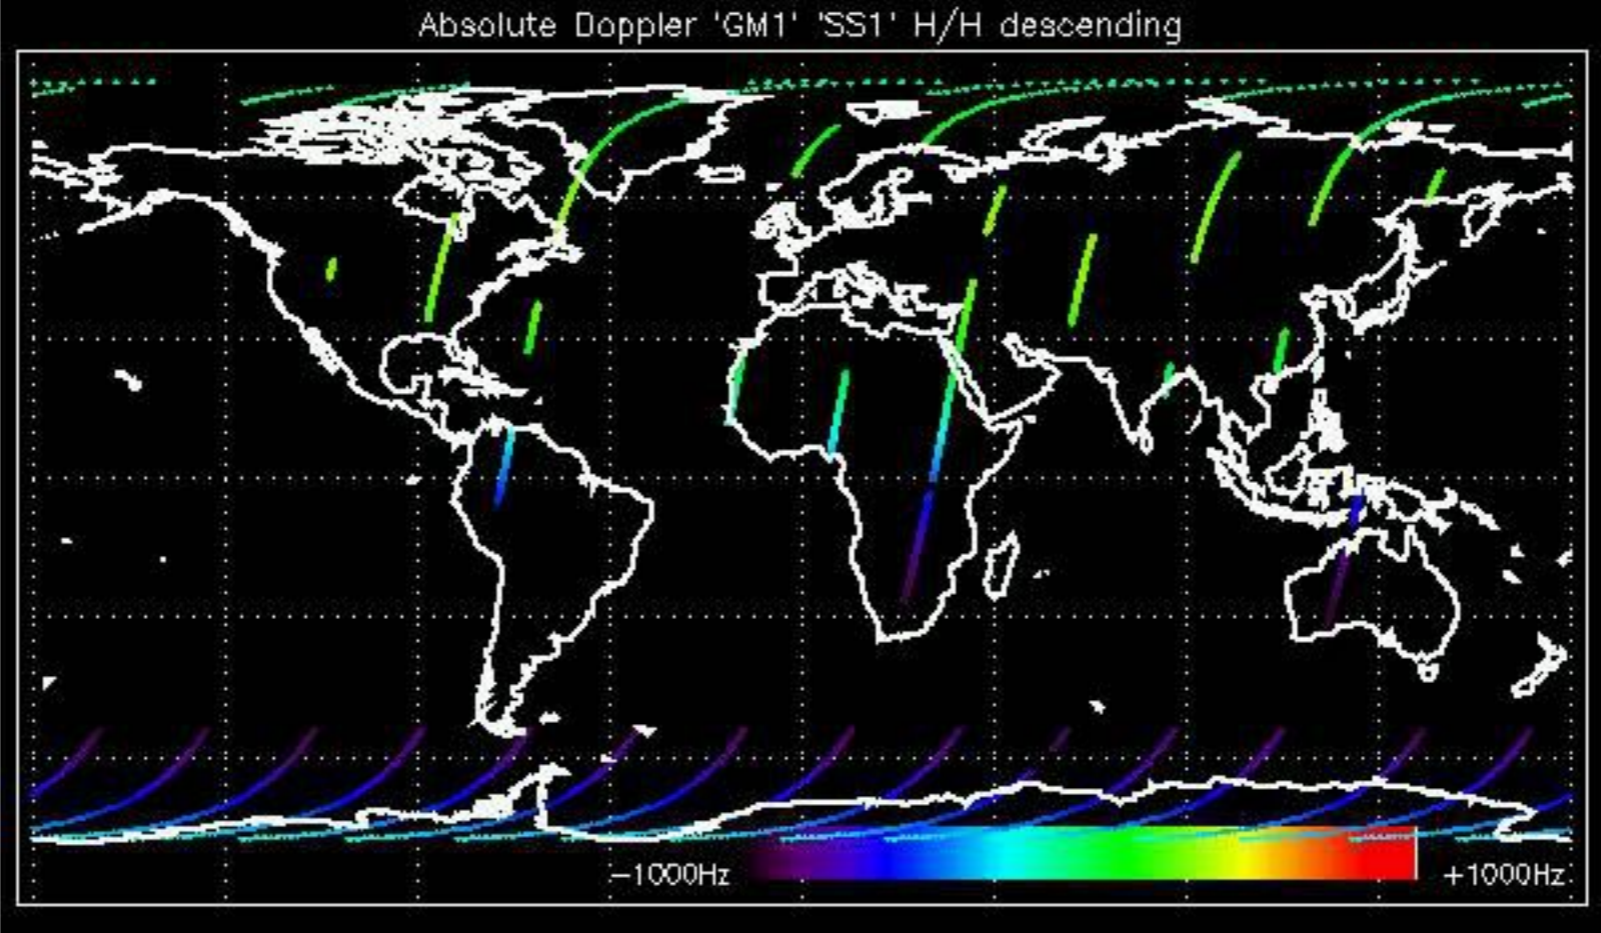 Absolute Doppler 'GM1' 'SS1' H/H descending
−1000Hz
+1000Hz